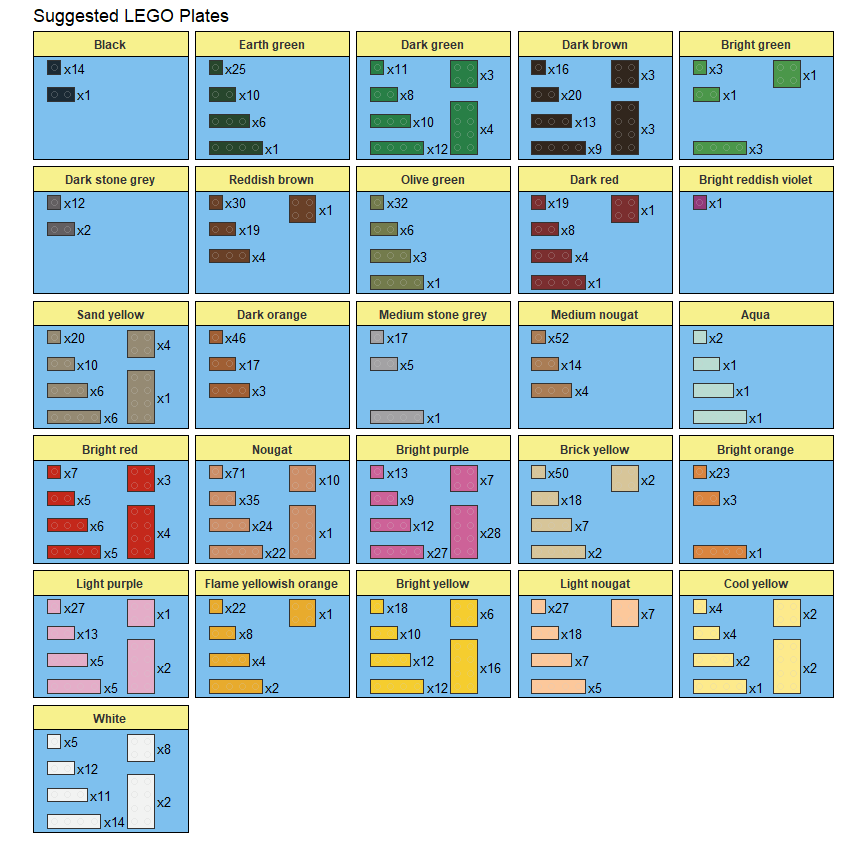 Suggested LEGO Plates
Black
x14
x1
Earth green
x25
x10
x6
x1
Dark green
x11
x3
x8
x10
x4
x12
Dark brown
x16
x3
x20
x13
x3
x9
Bright green
x3
x1
x1
x3
Dark stone grey
x12
x2
Reddish brown
x30
x1
x19
x4
Olive green
x32
x6
x3
x1
Dark red
x19
x1
x8
x4
x1
Bright reddish violet
x1
Sand yellow
x20
x4
x10
x6
x1
x6
Dark orange
x46
x17
x3
Medium stone grey
x17
x5
x1
Medium nougat
x52
x14
x4
Aqua
x2
x1
x1
x1
Bright red
x7
x3
x5
x6
x4
x5
Nougat
x71
x10
x35
x24
x1
x22
Bright purple
x13
x7
x9
x12
x28
x27
Brick yellow
x50
x2
x18
x7
x2
Bright orange
x23
x3
x1
Light purple
x27
x1
x13
x5
x2
x5
Flame yellowish orange
x22
x1
x8
x4
x2
Bright yellow
x18
x6
x10
x12
x16
x12
Light nougat
x27
x7
x18
x7
x5
Cool yellow
x4
x2
x4
x2
x2
x1
White
x5
x8
x12
x11
x2
x14